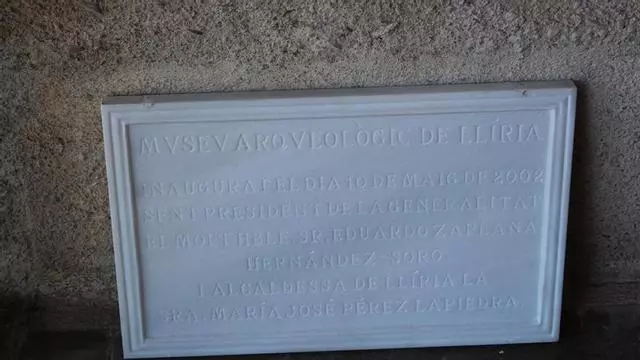 MVSEV ARQVEOLÒGIC DE LLÍRIA
INAUGURAT EL DIA 10 DE MAIG DE 2002
SENT PRESIDENT DE LA GENERALITAT
EL MOLT HBLE. SR. EDUARDO ZAPLANA
HERNÁNDEZ-SORO
I ALCALDESSA DE LLÍRIA LA
SRA. MARÍA JOSÉ PÉREZ LAPIEDRA.